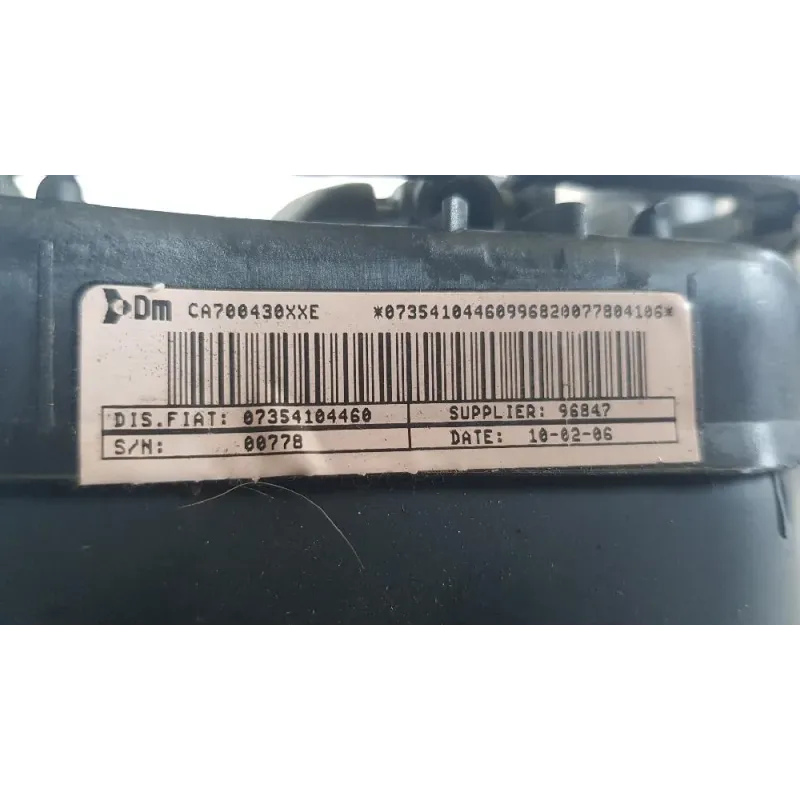 Dm CA700430XXE *07354104460996820077804106*
DIS.FIAT: 07354104460 SUPPLIER: 96847
S/N: 00778 DATE: 10-02-06